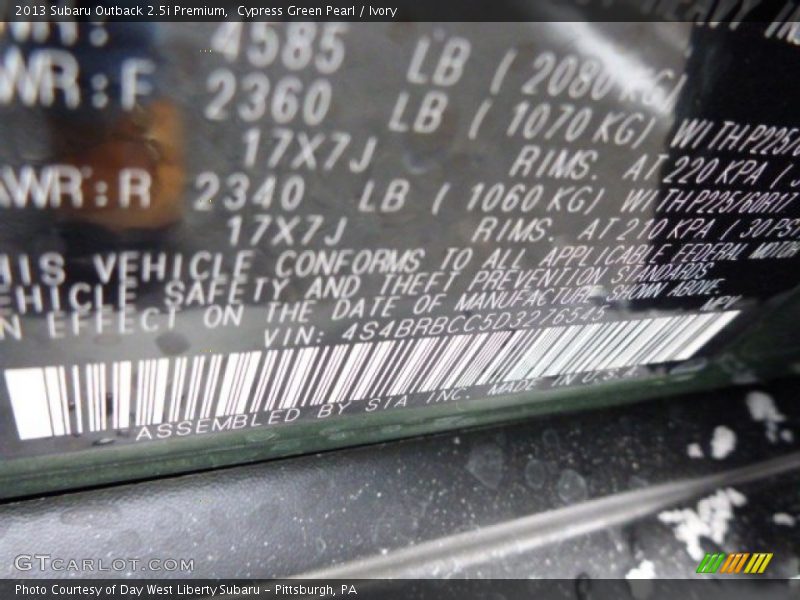 2013 Subaru Outback 2.5i Premium, Cypress Green Pearl / Ivory
4585 LB ( 2080 KG)
WR:F 2360 LB ( 1070 KG) WITH P225/
17X7J RIMS. AT 220 KPA
AWR:R 2340 LB ( 1060 KG) WITH P225/60R17
17X7J RIMS. AT 210 KPA (30PSI
HIS VEHICLE CONFORMS TO ALL APPLICABLE FEDERAL MOTOR
EHICLE SAFETY AND THEFT PREVENTION STANDARDS
N EFFECT ON THE DATE OF MANUFACTURE SHOWN ABOVE.
VIN: 4S4BRBCC5D3276545 MPV
ASSEMBLED BY SIA INC. MADE IN U.S.A.
GTCARLOT.COM
Photo Courtesy of Day West Liberty Subaru - Pittsburgh, PA